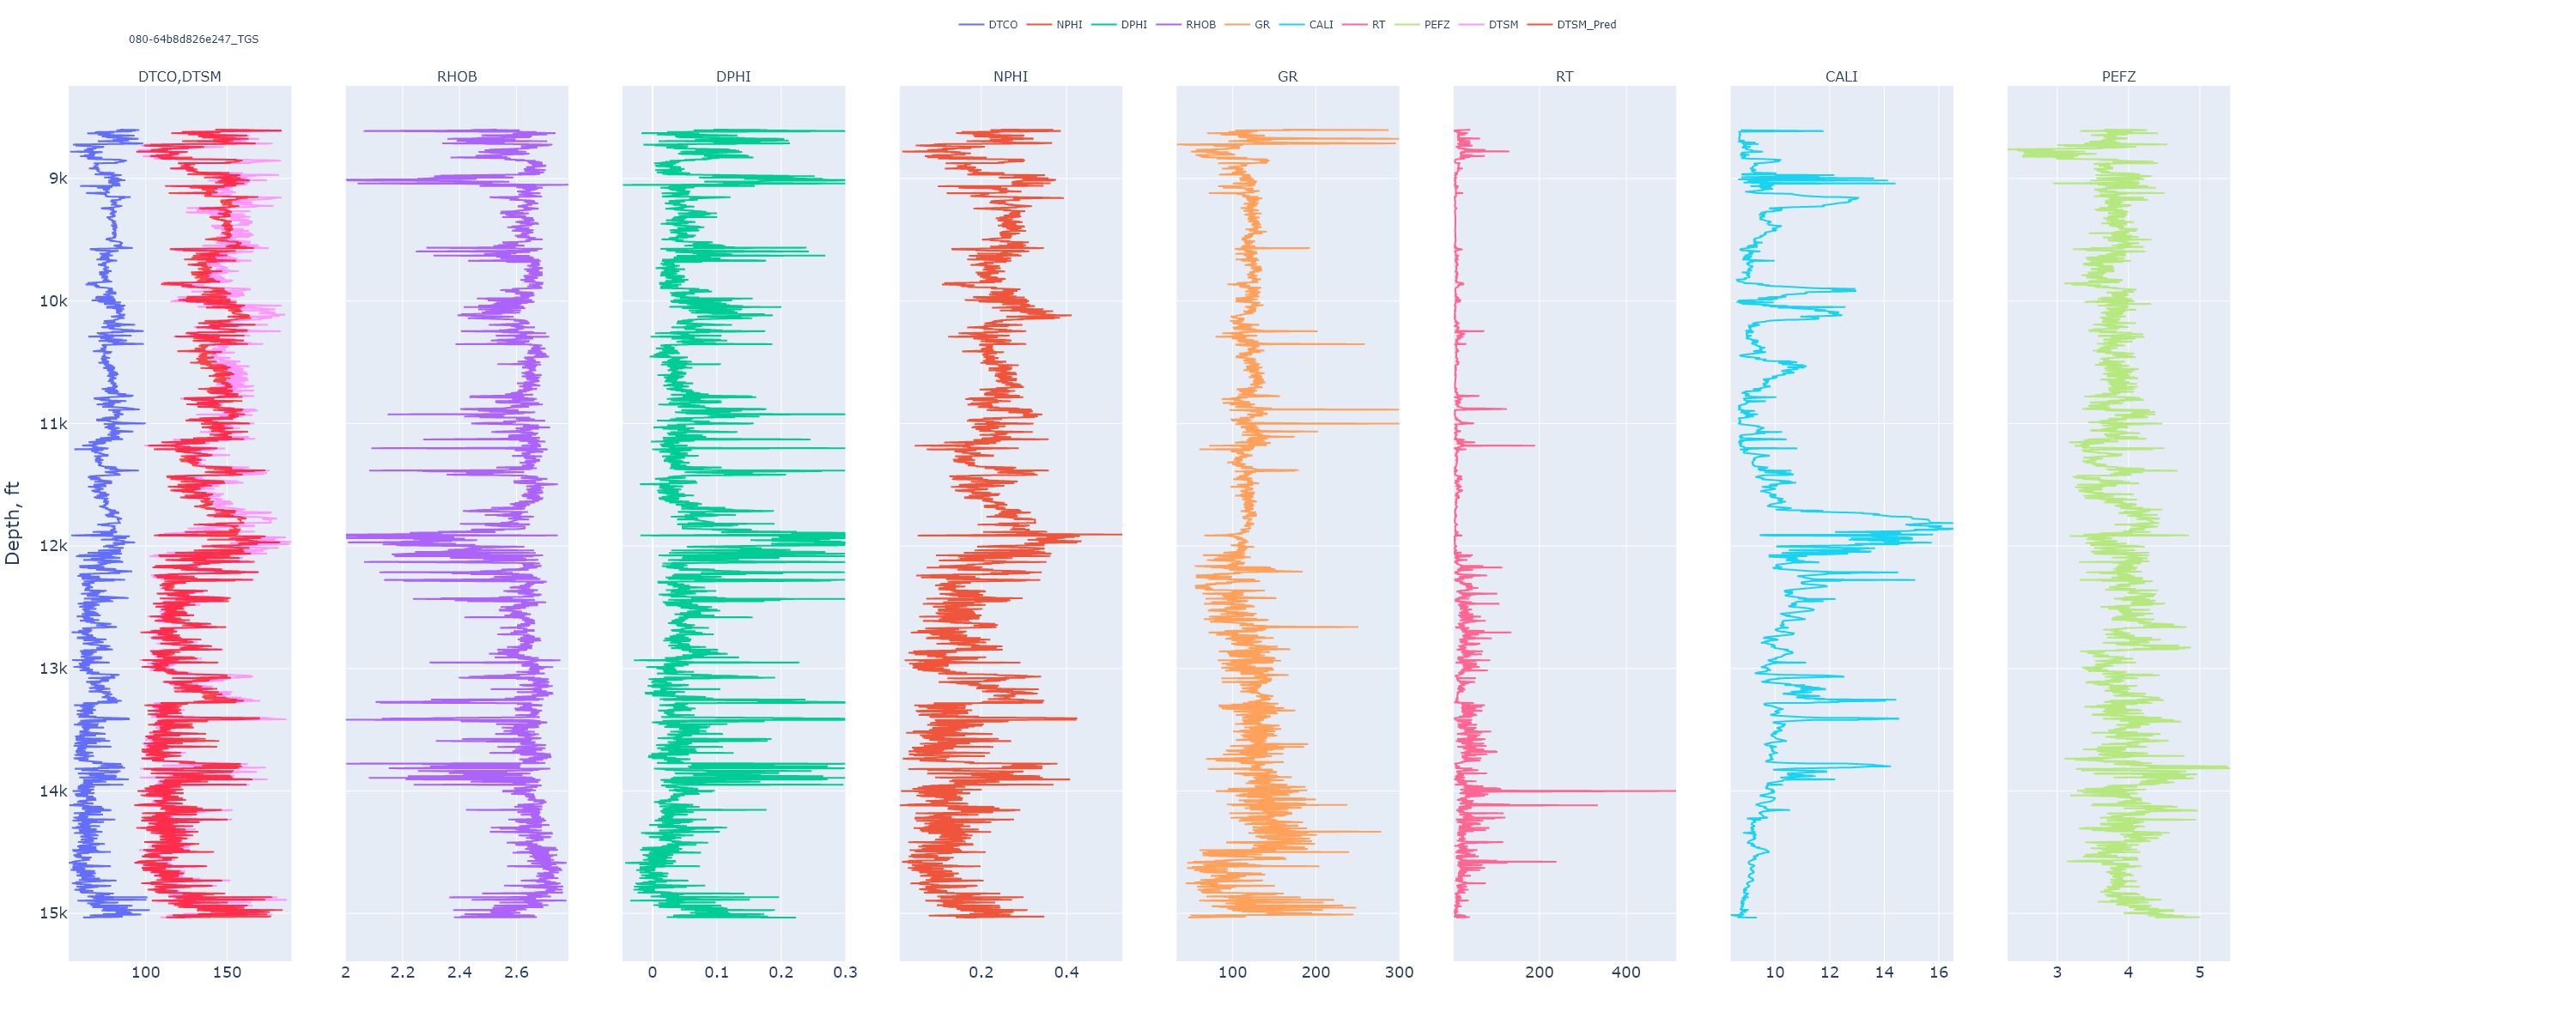 DTCO NPHI DPHI RHOB GR CALI RT PEFZ DTSM DTSM_Pred
080-64b8d826e247_TGS
DTCO,DTSM RHOB DPHI NPHI GR RT CALI PEFZ
9k
10k
11k
Depth, ft
12k
13k
14k
15k
100 150 2 2.2 2.4 2.6 0 0.1 0.2 0.3 0.2 0.4 100 200 300 200 400 10 12 14 16 3 4 5